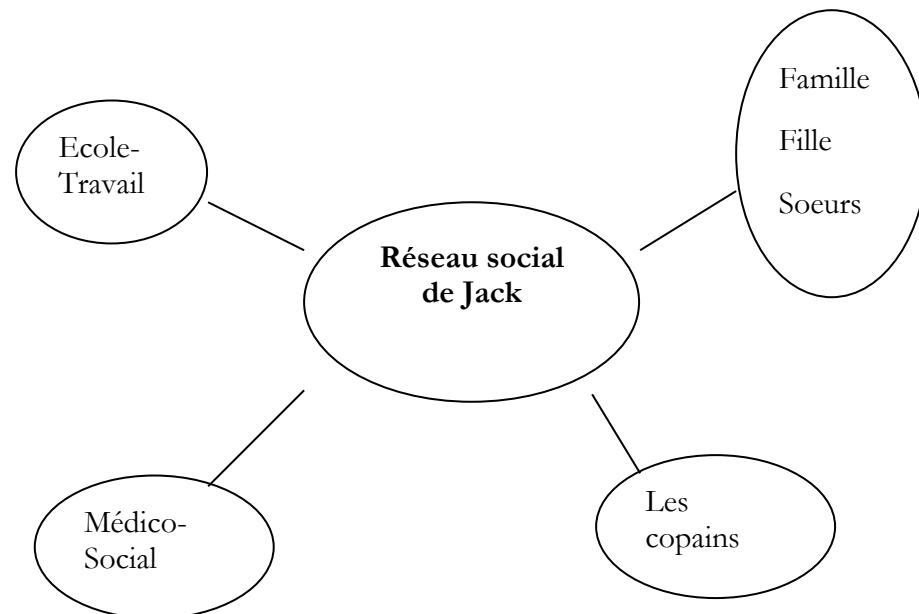 Ecole-
Travail
Famille
Fille
Soeurs
Réseau social
de Jack
Médico-
Social
Les
copains